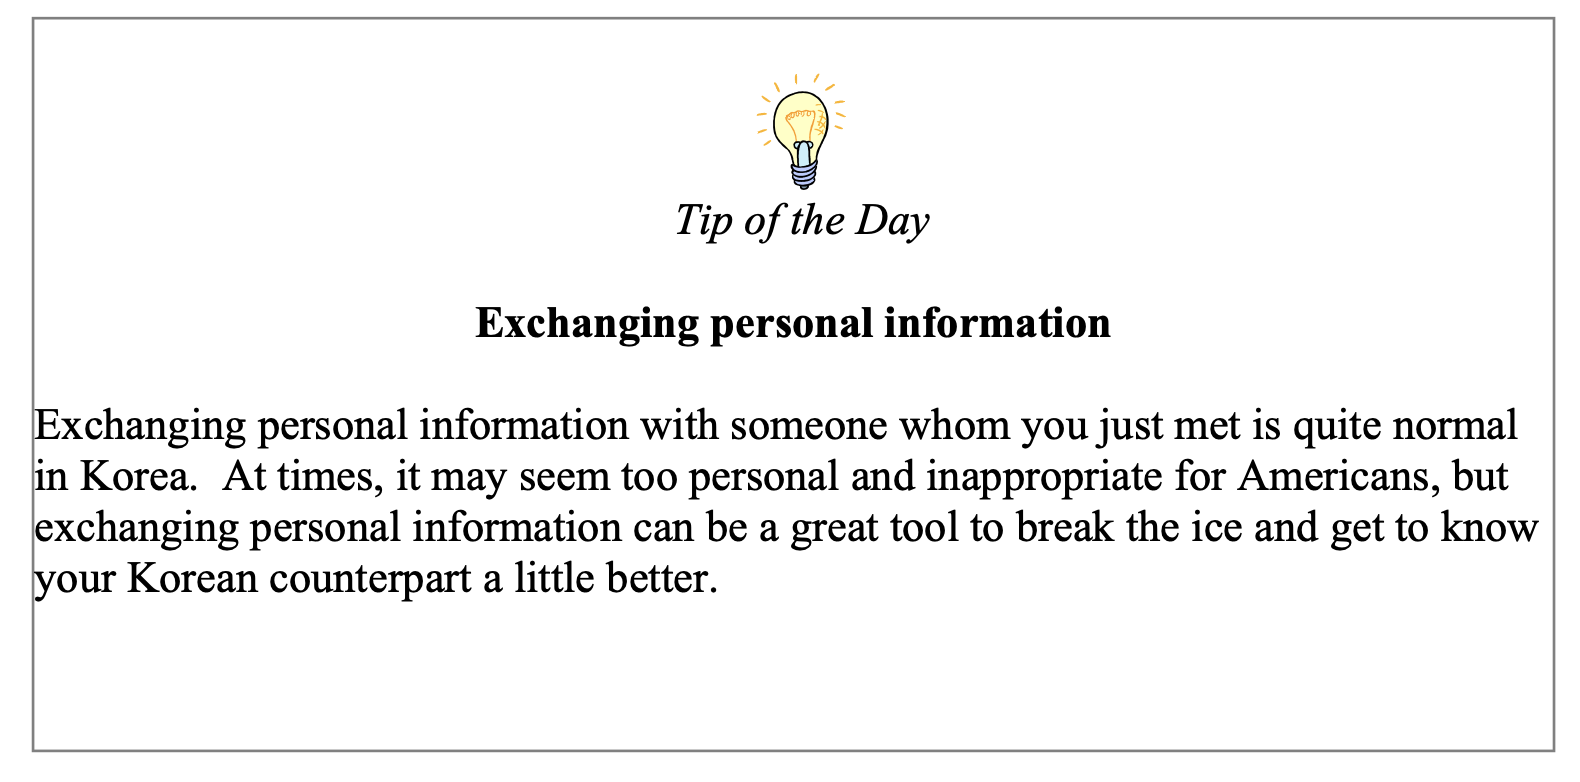 Tip of the Day
Exchanging personal information
Exchanging personal information with someone whom you just met is quite normal
in Korea.  At times, it may seem too personal and inappropriate for Americans, but
exchanging personal information can be a great tool to break the ice and get to know
your Korean counterpart a little better.